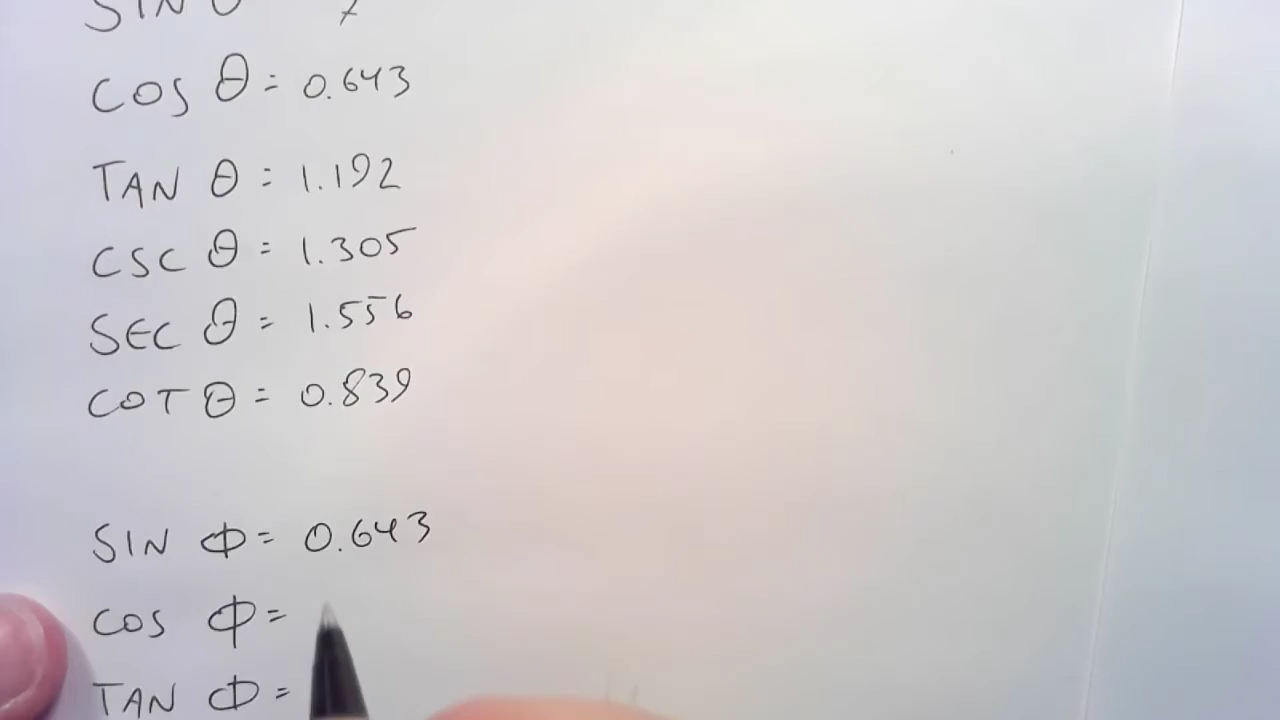 SIN θ
COS θ = 0.643
TAN θ = 1.192
CSC θ = 1.305
SEC θ = 1.556
COT θ = 0.839
SIN Φ = 0.643
COS Φ =
TAN Φ =